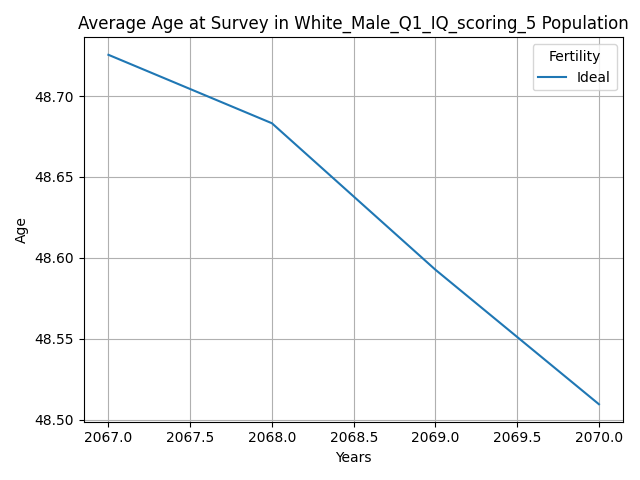 Average Age at Survey in White_Male_Q1_IQ_scoring_5 Population
Fertility
Ideal
48.70
48.65
48.60
48.55
48.50
Age
2067.0 2067.5 2068.0 2068.5 2069.0 2069.5 2070.0
Years